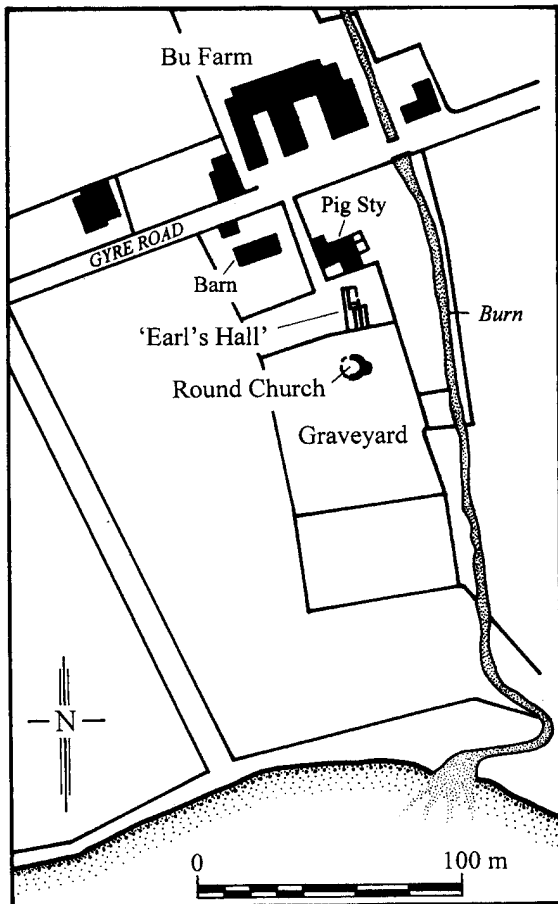 Bu Farm
Pig Sty
GYRE ROAD
Barn
'Earl's Hall'
Burn
Round Church
Graveyard
N
0 100 m